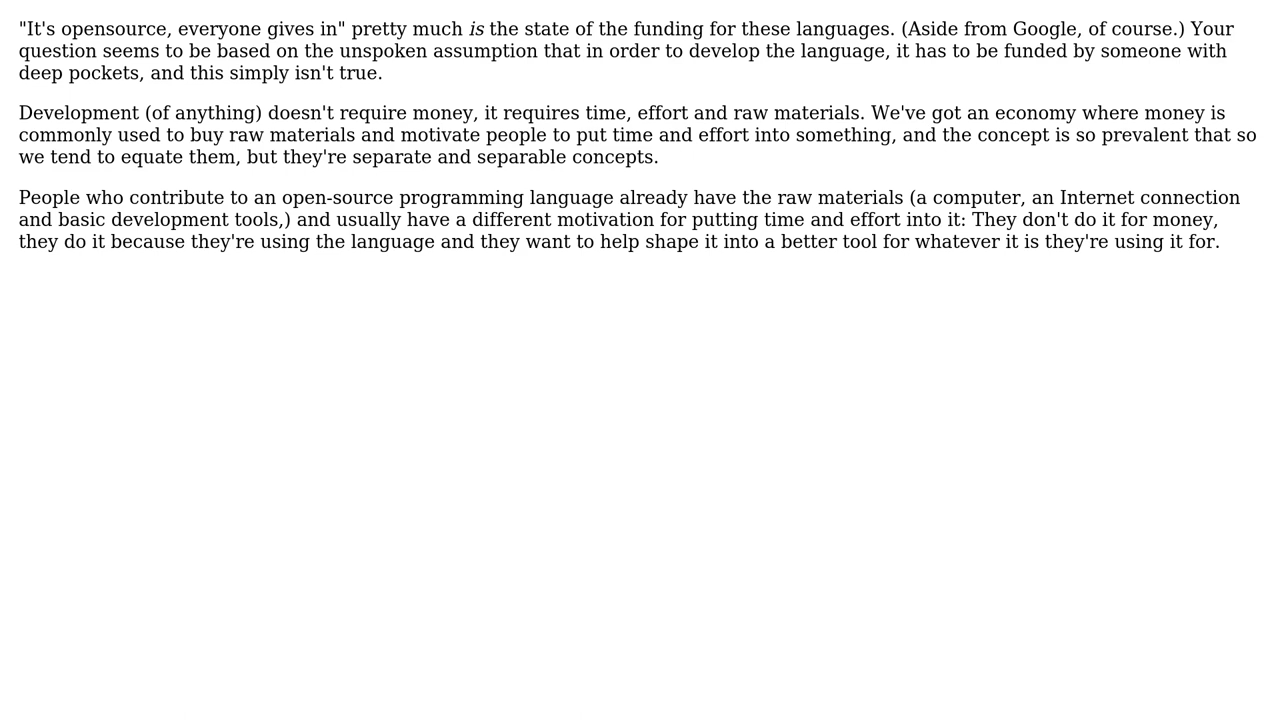 "It's opensource, everyone gives in" pretty much is the state of the funding for these languages. (Aside from Google, of course.) Your
question seems to be based on the unspoken assumption that in order to develop the language, it has to be funded by someone with
deep pockets, and this simply isn't true.
Development (of anything) doesn't require money, it requires time, effort and raw materials. We've got an economy where money is
commonly used to buy raw materials and motivate people to put time and effort into something, and the concept is so prevalent that so
we tend to equate them, but they're separate and separable concepts.
People who contribute to an open-source programming language already have the raw materials (a computer, an Internet connection
and basic development tools,) and usually have a different motivation for putting time and effort into it: They don't do it for money,
they do it because they're using the language and they want to help shape it into a better tool for whatever it is they're using it for.